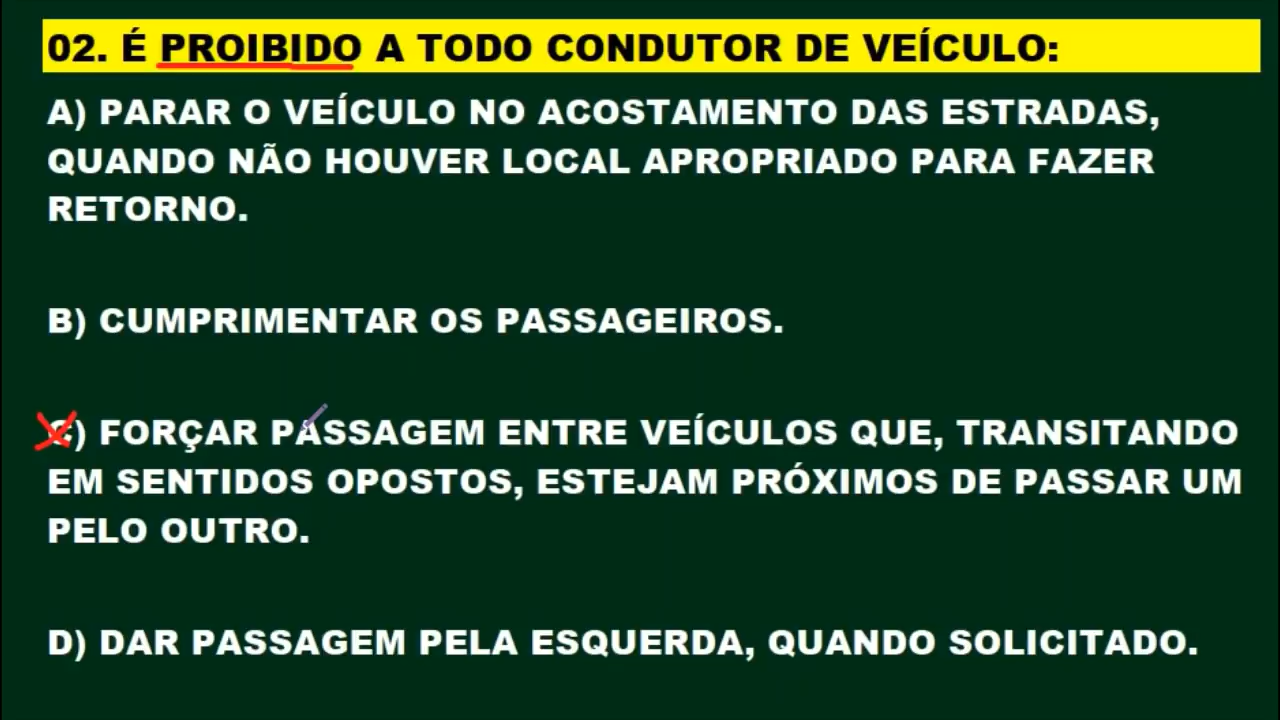 02. É PROIBIDO A TODO CONDUTOR DE VEÍCULO:
A) PARAR O VEÍCULO NO ACOSTAMENTO DAS ESTRADAS,
QUANDO NÃO HOUVER LOCAL APROPRIADO PARA FAZER
RETORNO.
B) CUMPRIMENTAR OS PASSAGEIROS.
C) FORÇAR PASSAGEM ENTRE VEÍCULOS QUE, TRANSITANDO
EM SENTIDOS OPOSTOS, ESTEJAM PRÓXIMOS DE PASSAR UM
PELO OUTRO.
D) DAR PASSAGEM PELA ESQUERDA, QUANDO SOLICITADO.